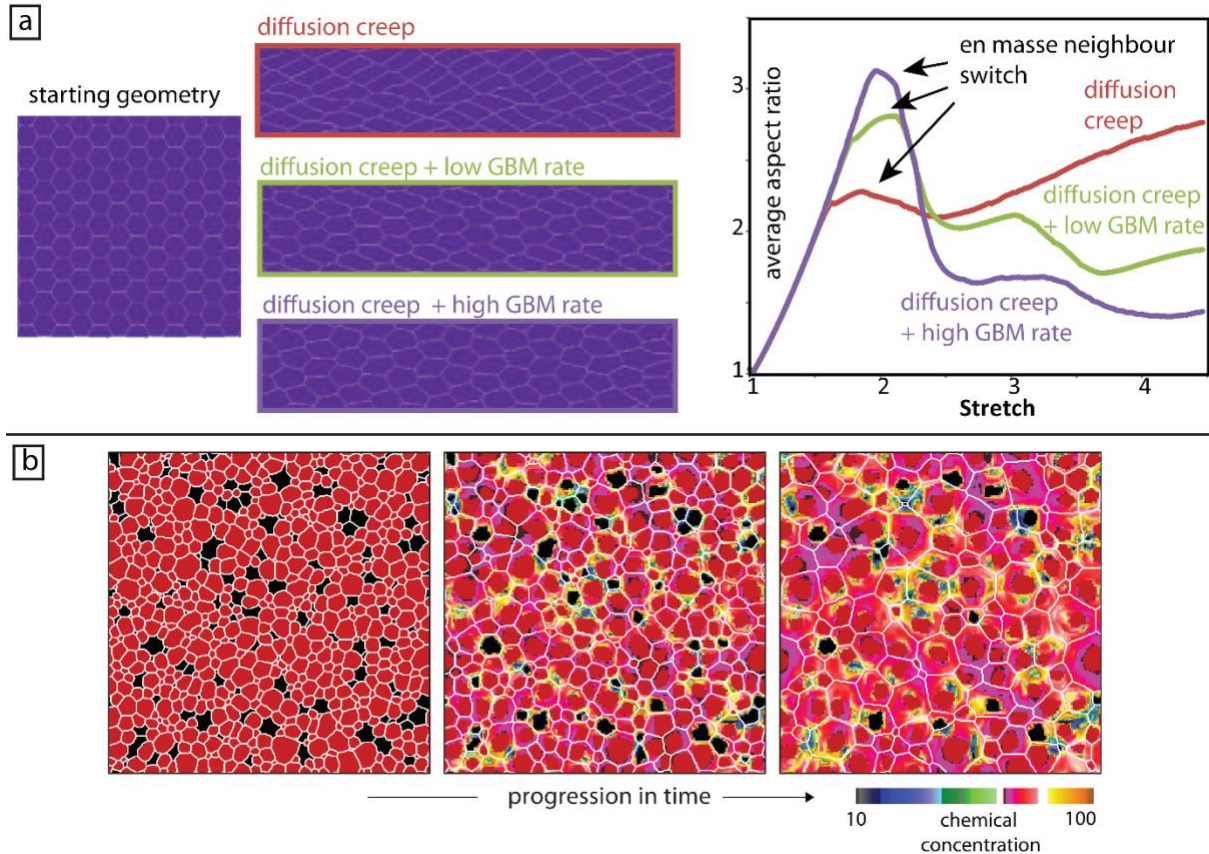 a
starting geometry
diffusion creep
diffusion creep + low GBM rate
diffusion creep + high GBM rate
average aspect ratio
3
2
1
en masse neighbour
switch
diffusion
creep
diffusion creep
+ low GBM rate
diffusion creep
+ high GBM rate
1
2
3
4
Stretch
b
progression in time
10
chemical
concentration
100